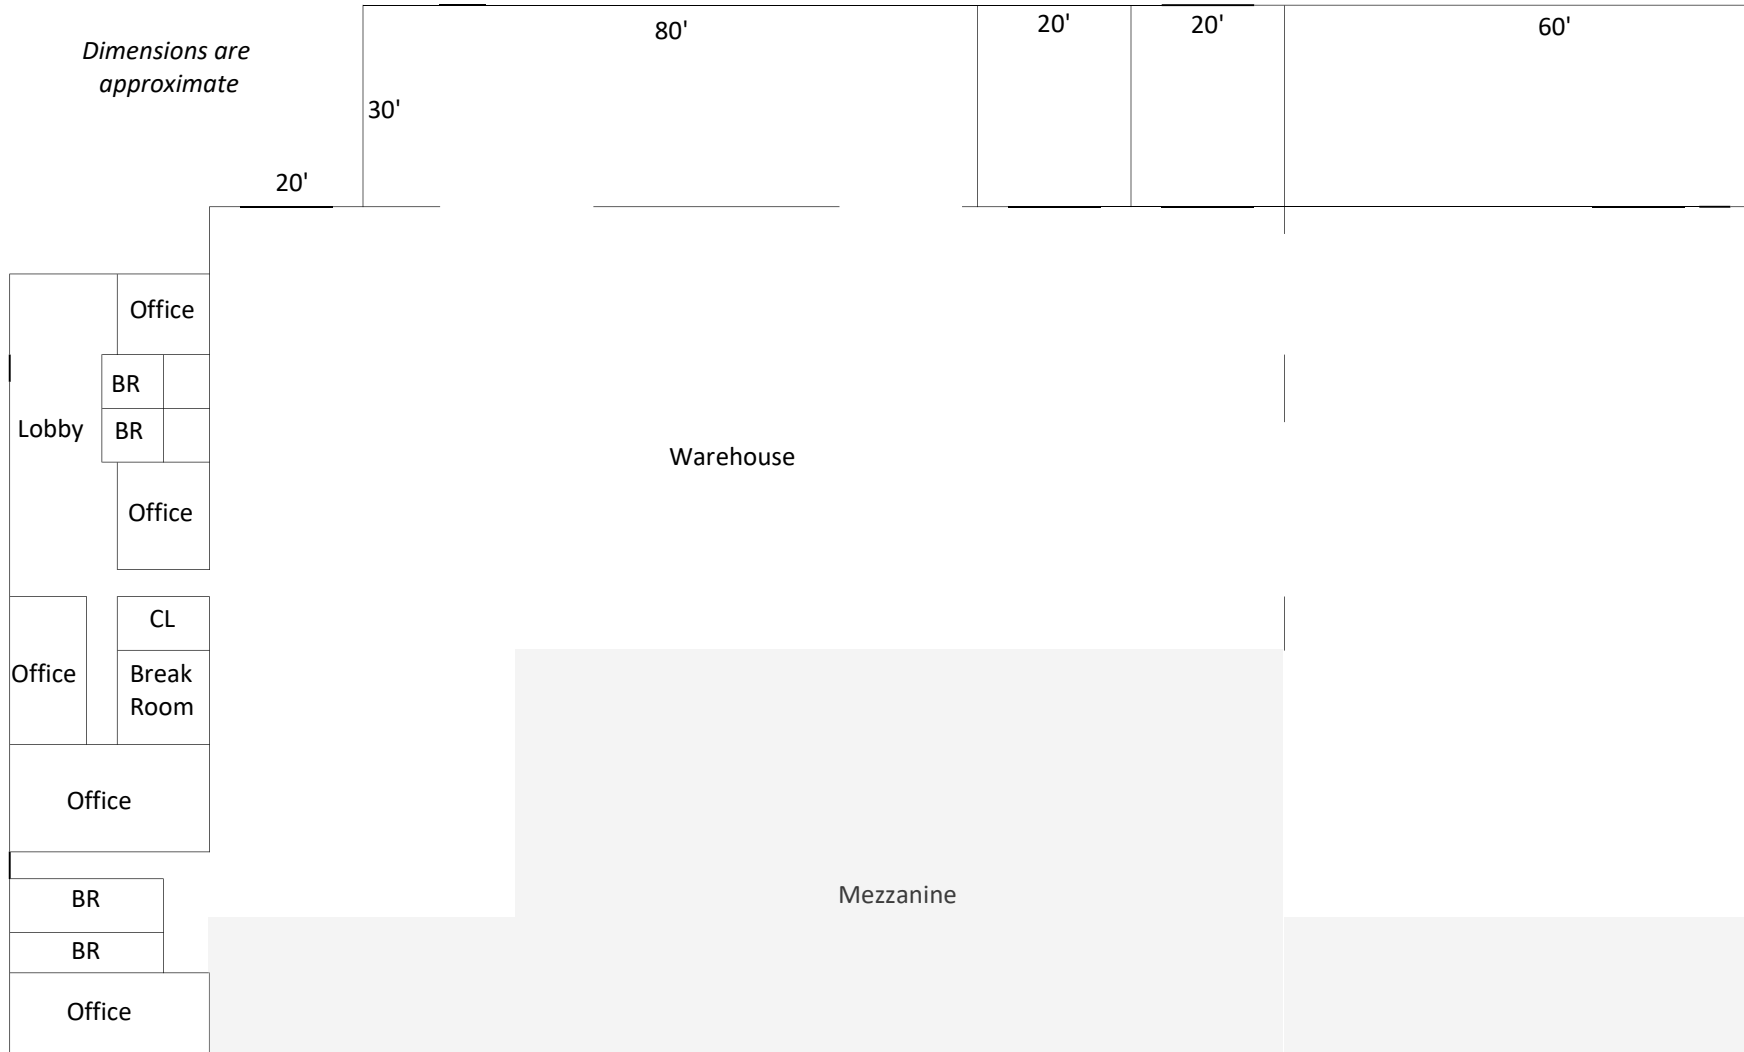 80'
20'
20'
60'
Dimensions are
approximate
30'
20'
Office
BR
Lobby
BR
Warehouse
Office
CL
Office
Break
Room
Office
Mezzanine
BR
BR
Office